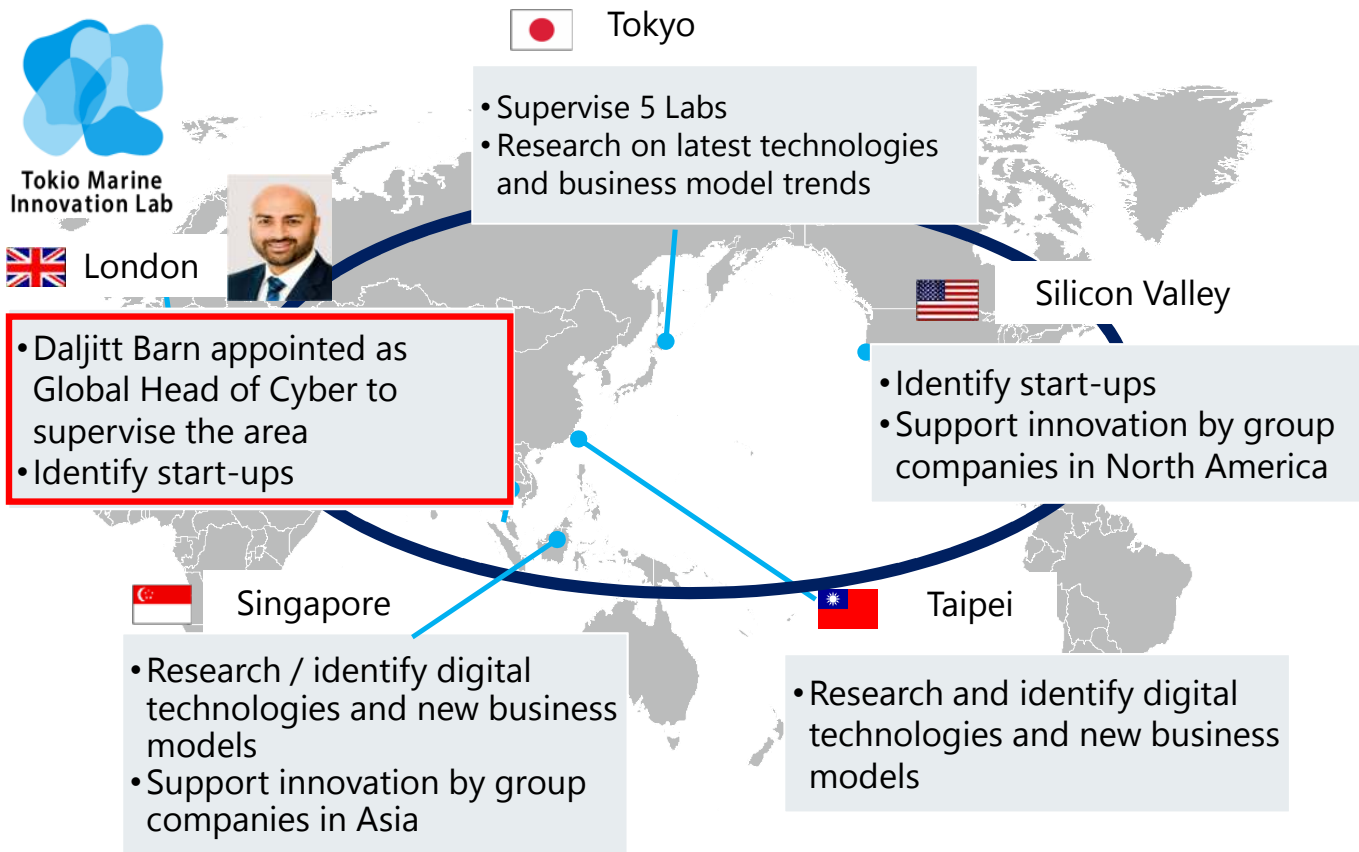 Tokyo
• Supervise 5 Labs
• Research on latest technologies
and business model trends
Tokio Marine
Innovation Lab
London
• Daljitt Barn appointed as
Global Head of Cyber to
supervise the area
• Identify start-ups
Silicon Valley
• Identify start-ups
• Support innovation by group
companies in North America
Singapore
• Research / identify digital
technologies and new business
models
• Support innovation by group
companies in Asia
Taipei
• Research and identify digital
technologies and new business
models